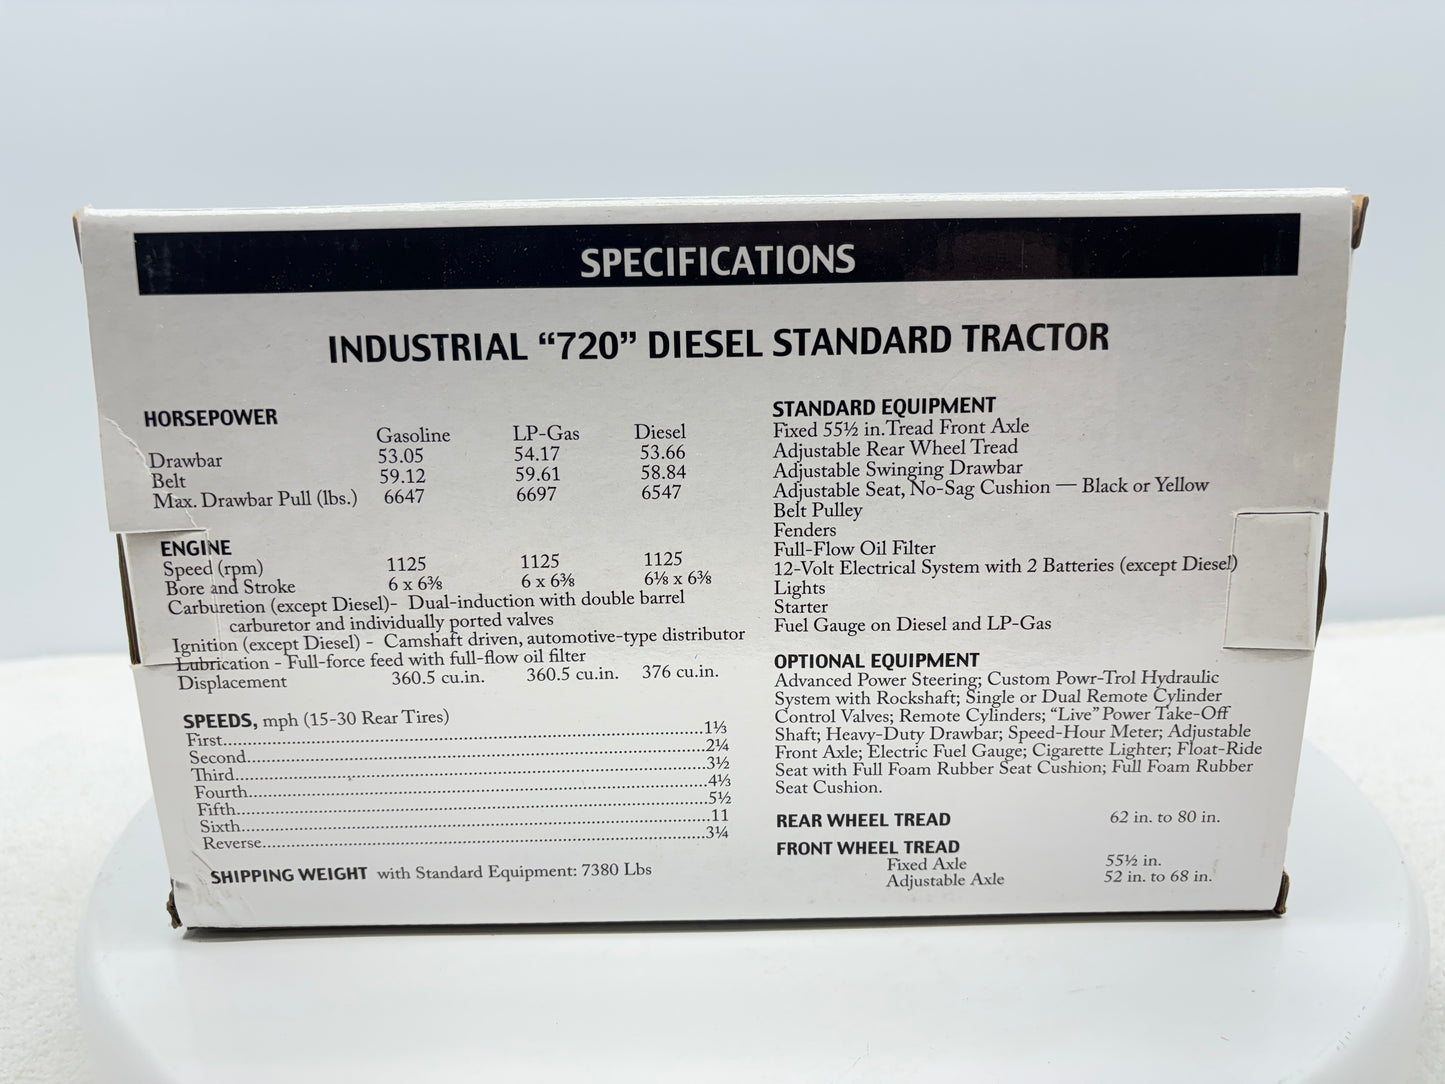 SPECIFICATIONS
INDUSTRIAL “720” DIESEL STANDARD TRACTOR
HORSEPOWER
Gasoline LP-Gas Diesel
Drawbar 53.05 54.17 53.66
Belt 59.12 59.61 58.84
Max. Drawbar Pull (lbs.) 6647 6697 6547
ENGINE
Speed (rpm) 1125 1125 1125
Bore and Stroke 6 x 6⅜ 6 x 6⅜ 6⅛ x 6⅜
Carburetion (except Diesel)- Dual-induction with double barrel
carburetor and individually ported valves
Ignition (except Diesel) - Camshaft driven, automotive-type distributor
Lubrication - Full-force feed with full-flow oil filter
Displacement 360.5 cu.in. 360.5 cu.in. 376 cu.in.
SPEEDS, mph (15-30 Rear Tires)
First........1⅓
Second........2¼
Third........3½
Fourth........4⅓
Fifth........5½
Sixth........11
Reverse........3¼
SHIPPING WEIGHT with Standard Equipment: 7380 Lbs
STANDARD EQUIPMENT
Fixed 55½ in.Tread Front Axle
Adjustable Rear Wheel Tread
Adjustable Swinging Drawbar
Adjustable Seat, No-Sag Cushion — Black or Yellow
Belt Pulley
Fenders
Full-Flow Oil Filter
12-Volt Electrical System with 2 Batteries (except Diesel)
Lights
Starter
Fuel Gauge on Diesel and LP-Gas
OPTIONAL EQUIPMENT
Advanced Power Steering; Custom Powr-Trol Hydraulic
System with Rockshaft; Single or Dual Remote Cylinder
Control Valves; Remote Cylinders; “Live” Power Take-Off
Shaft; Heavy-Duty Drawbar; Speed-Hour Meter; Adjustable
Front Axle; Electric Fuel Gauge; Cigarette Lighter; Float-Ride
Seat with Full Foam Rubber Seat Cushion; Full Foam Rubber
Seat Cushion.
REAR WHEEL TREAD 62 in. to 80 in.
FRONT WHEEL TREAD
Fixed Axle 55½ in.
Adjustable Axle 52 in. to 68 in.